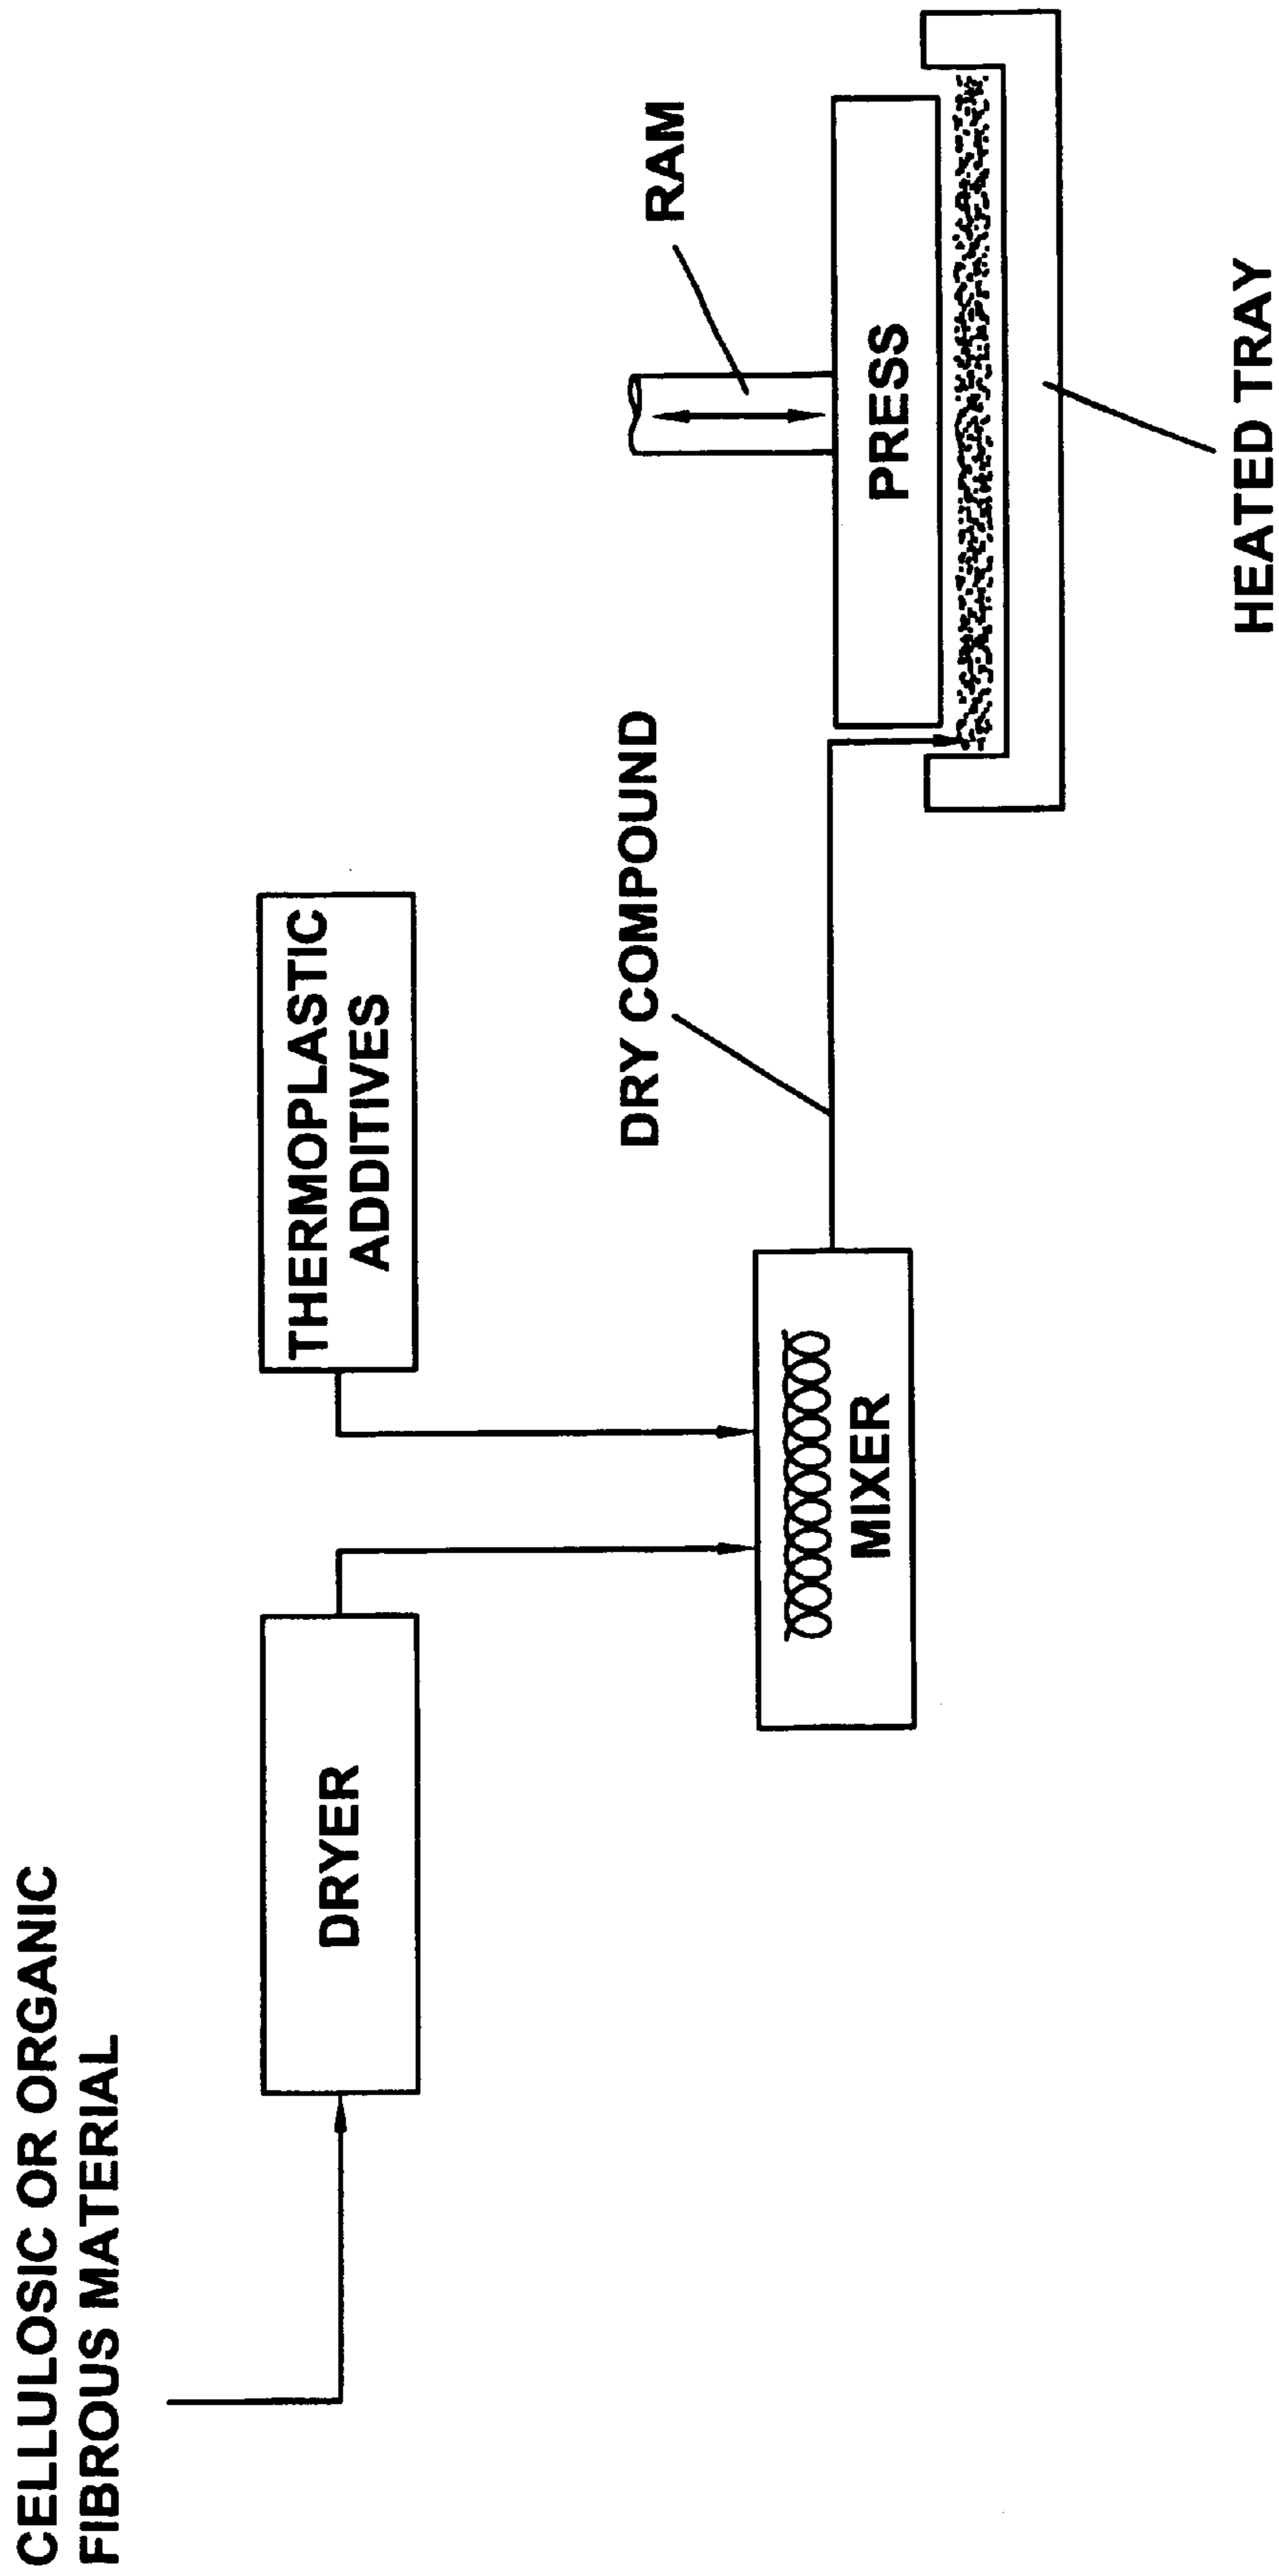 CELLULOSIC OR ORGANIC
FIBROUS MATERIAL
DRYER
THERMOPLASTIC
ADDITIVES
MIXER
DRY COMPOUND
RAM
PRESS
HEATED TRAY